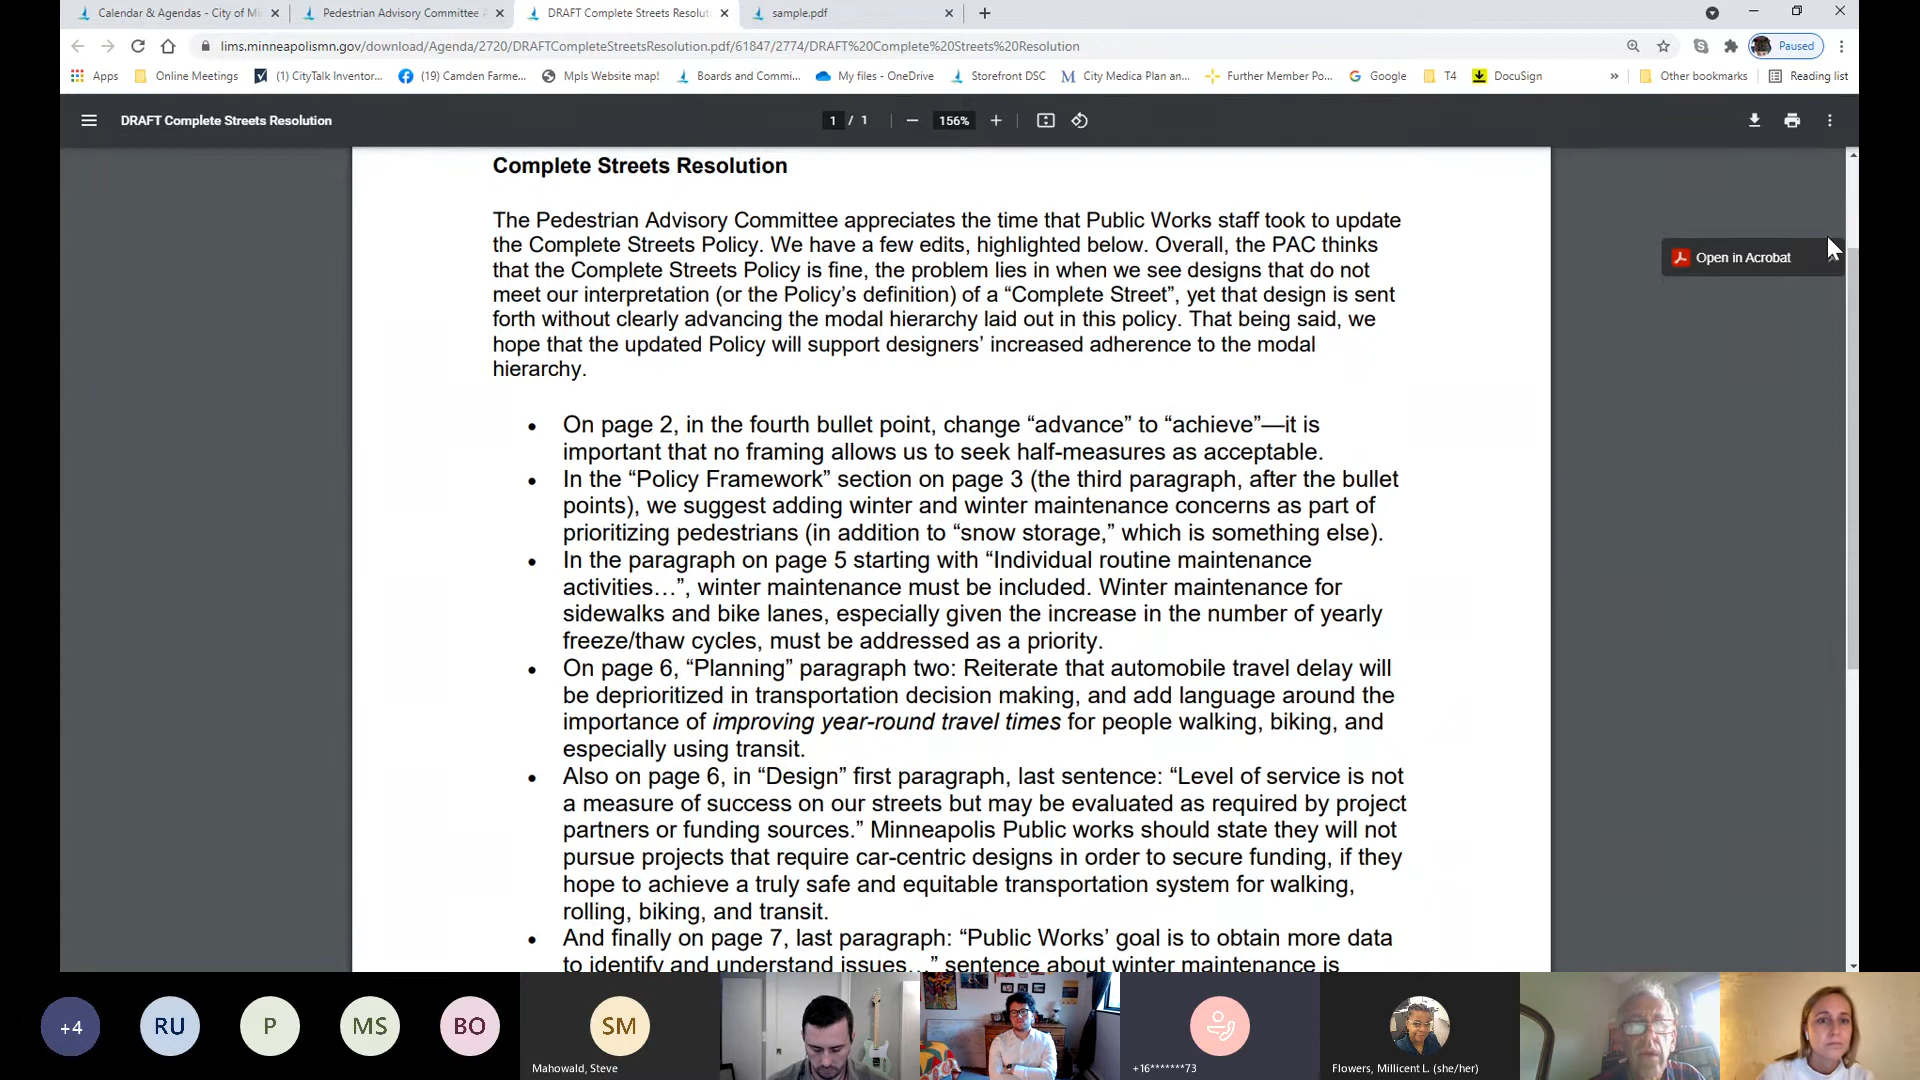 Calendar & Agendas - City of Mi
Pedestrian Advisory Committee A
DRAFT Complete Streets Resolut
sample.pdf
lims.minneapolismn.gov/download/Agenda/2720/DRAFTCompleteStreetsResolution.pdf/61847/2774/DRAFT%20Complete%20Streets%20Resolution
Paused
Apps
Online Meetings
(1) CityTalk Inventor...
(19) Camden Farme...
Mpls Website map!
Boards and Commi...
My files - OneDrive
Storefront DSC
City Medica Plan an...
Further Member Po...
Google
T4
DocuSign
»
Other bookmarks
Reading list
DRAFT Complete Streets Resolution
1 / 1
156%
Complete Streets Resolution
The Pedestrian Advisory Committee appreciates the time that Public Works staff took to update
the Complete Streets Policy. We have a few edits, highlighted below. Overall, the PAC thinks
that the Complete Streets Policy is fine, the problem lies in when we see designs that do not
meet our interpretation (or the Policy’s definition) of a “Complete Street”, yet that design is sent
forth without clearly advancing the modal hierarchy laid out in this policy. That being said, we
hope that the updated Policy will support designers’ increased adherence to the modal
hierarchy.
Open in Acrobat
• On page 2, in the fourth bullet point, change “advance” to “achieve”—it is
important that no framing allows us to seek half-measures as acceptable.
• In the “Policy Framework” section on page 3 (the third paragraph, after the bullet
points), we suggest adding winter and winter maintenance concerns as part of
prioritizing pedestrians (in addition to “snow storage,” which is something else).
• In the paragraph on page 5 starting with “Individual routine maintenance
activities…”, winter maintenance must be included. Winter maintenance for
sidewalks and bike lanes, especially given the increase in the number of yearly
freeze/thaw cycles, must be addressed as a priority.
• On page 6, “Planning” paragraph two: Reiterate that automobile travel delay will
be deprioritized in transportation decision making, and add language around the
importance of improving year-round travel times for people walking, biking, and
especially using transit.
• Also on page 6, in “Design” first paragraph, last sentence: “Level of service is not
a measure of success on our streets but may be evaluated as required by project
partners or funding sources.” Minneapolis Public works should state they will not
pursue projects that require car-centric designs in order to secure funding, if they
hope to achieve a truly safe and equitable transportation system for walking,
rolling, biking, and transit.
• And finally on page 7, last paragraph: “Public Works’ goal is to obtain more data
to identify and understand issues…” sentence about winter maintenance is
+4
RU
P
MS
BO
SM
Mahowald, Steve
+16*******73
Flowers, Millicent L. (she/her)